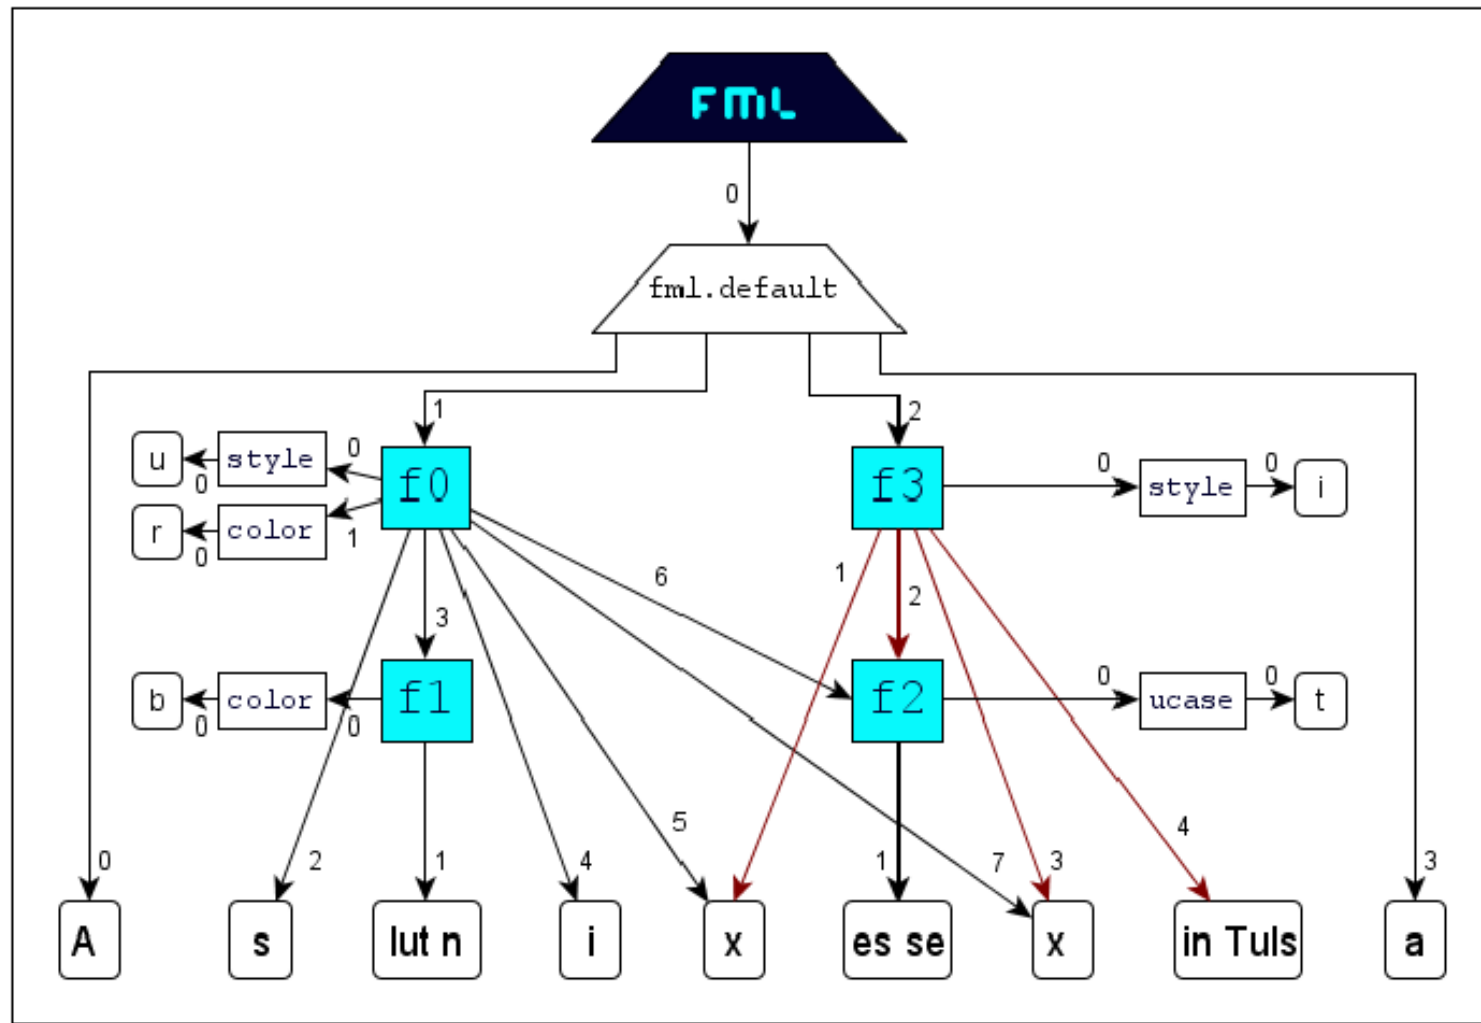 FML
0
fml.default
1 2
u 0 style 0 f0 f3 0 style 0 i
r 0 color 1
6 1 2
3
b 0 color 0 f1 f2 0 ucase 0 t
0 2 1 4 5 1 7 3 4 3
A s lut n i x es se x in Tuls a